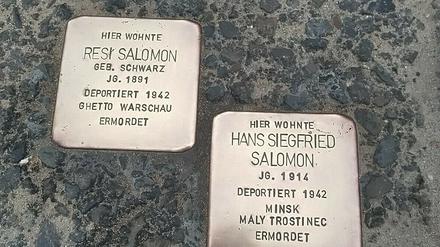 HIER WOHNTE
RESI SALOMON
GEB. SCHWARZ
JG. 1891
DEPORTIERT 1942
GHETTO WARSCHAU
ERMORDET
HIER WOHNTE
HANS SIEGFRIED
SALOMON
JG. 1914
DEPORTIERT 1942
MINSK
MALY TROSTINEC
ERMORDET